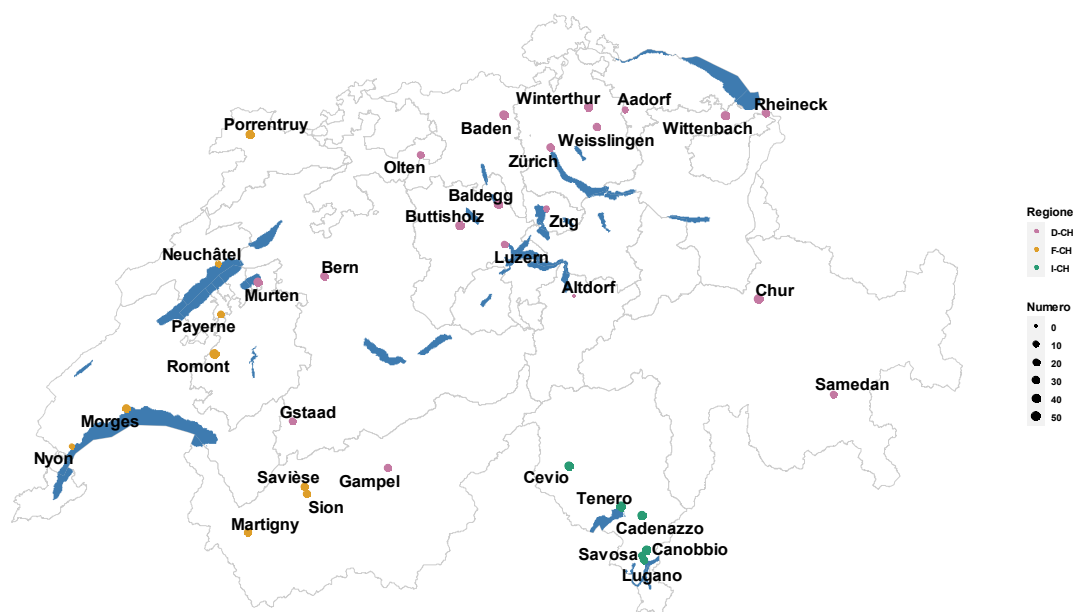 Winterthur
Aadorf
Rheineck
Porrentruy
Baden
Weisslingen
Wittenbach
Olten
Zürich
Baldegg
Buttisholz
Zug
Neuchâtel
Luzern
Bern
Altdorf
Murten
Chur
Payerne
Romont
Samedan
Morges
Gstaad
Nyon
Savièse
Gampel
Cevio
Sion
Tenero
Martigny
Cadenazzo
Savosa
Canobbio
Lugano
Regione
D-CH
F-CH
I-CH
Numero
0
10
20
30
40
50